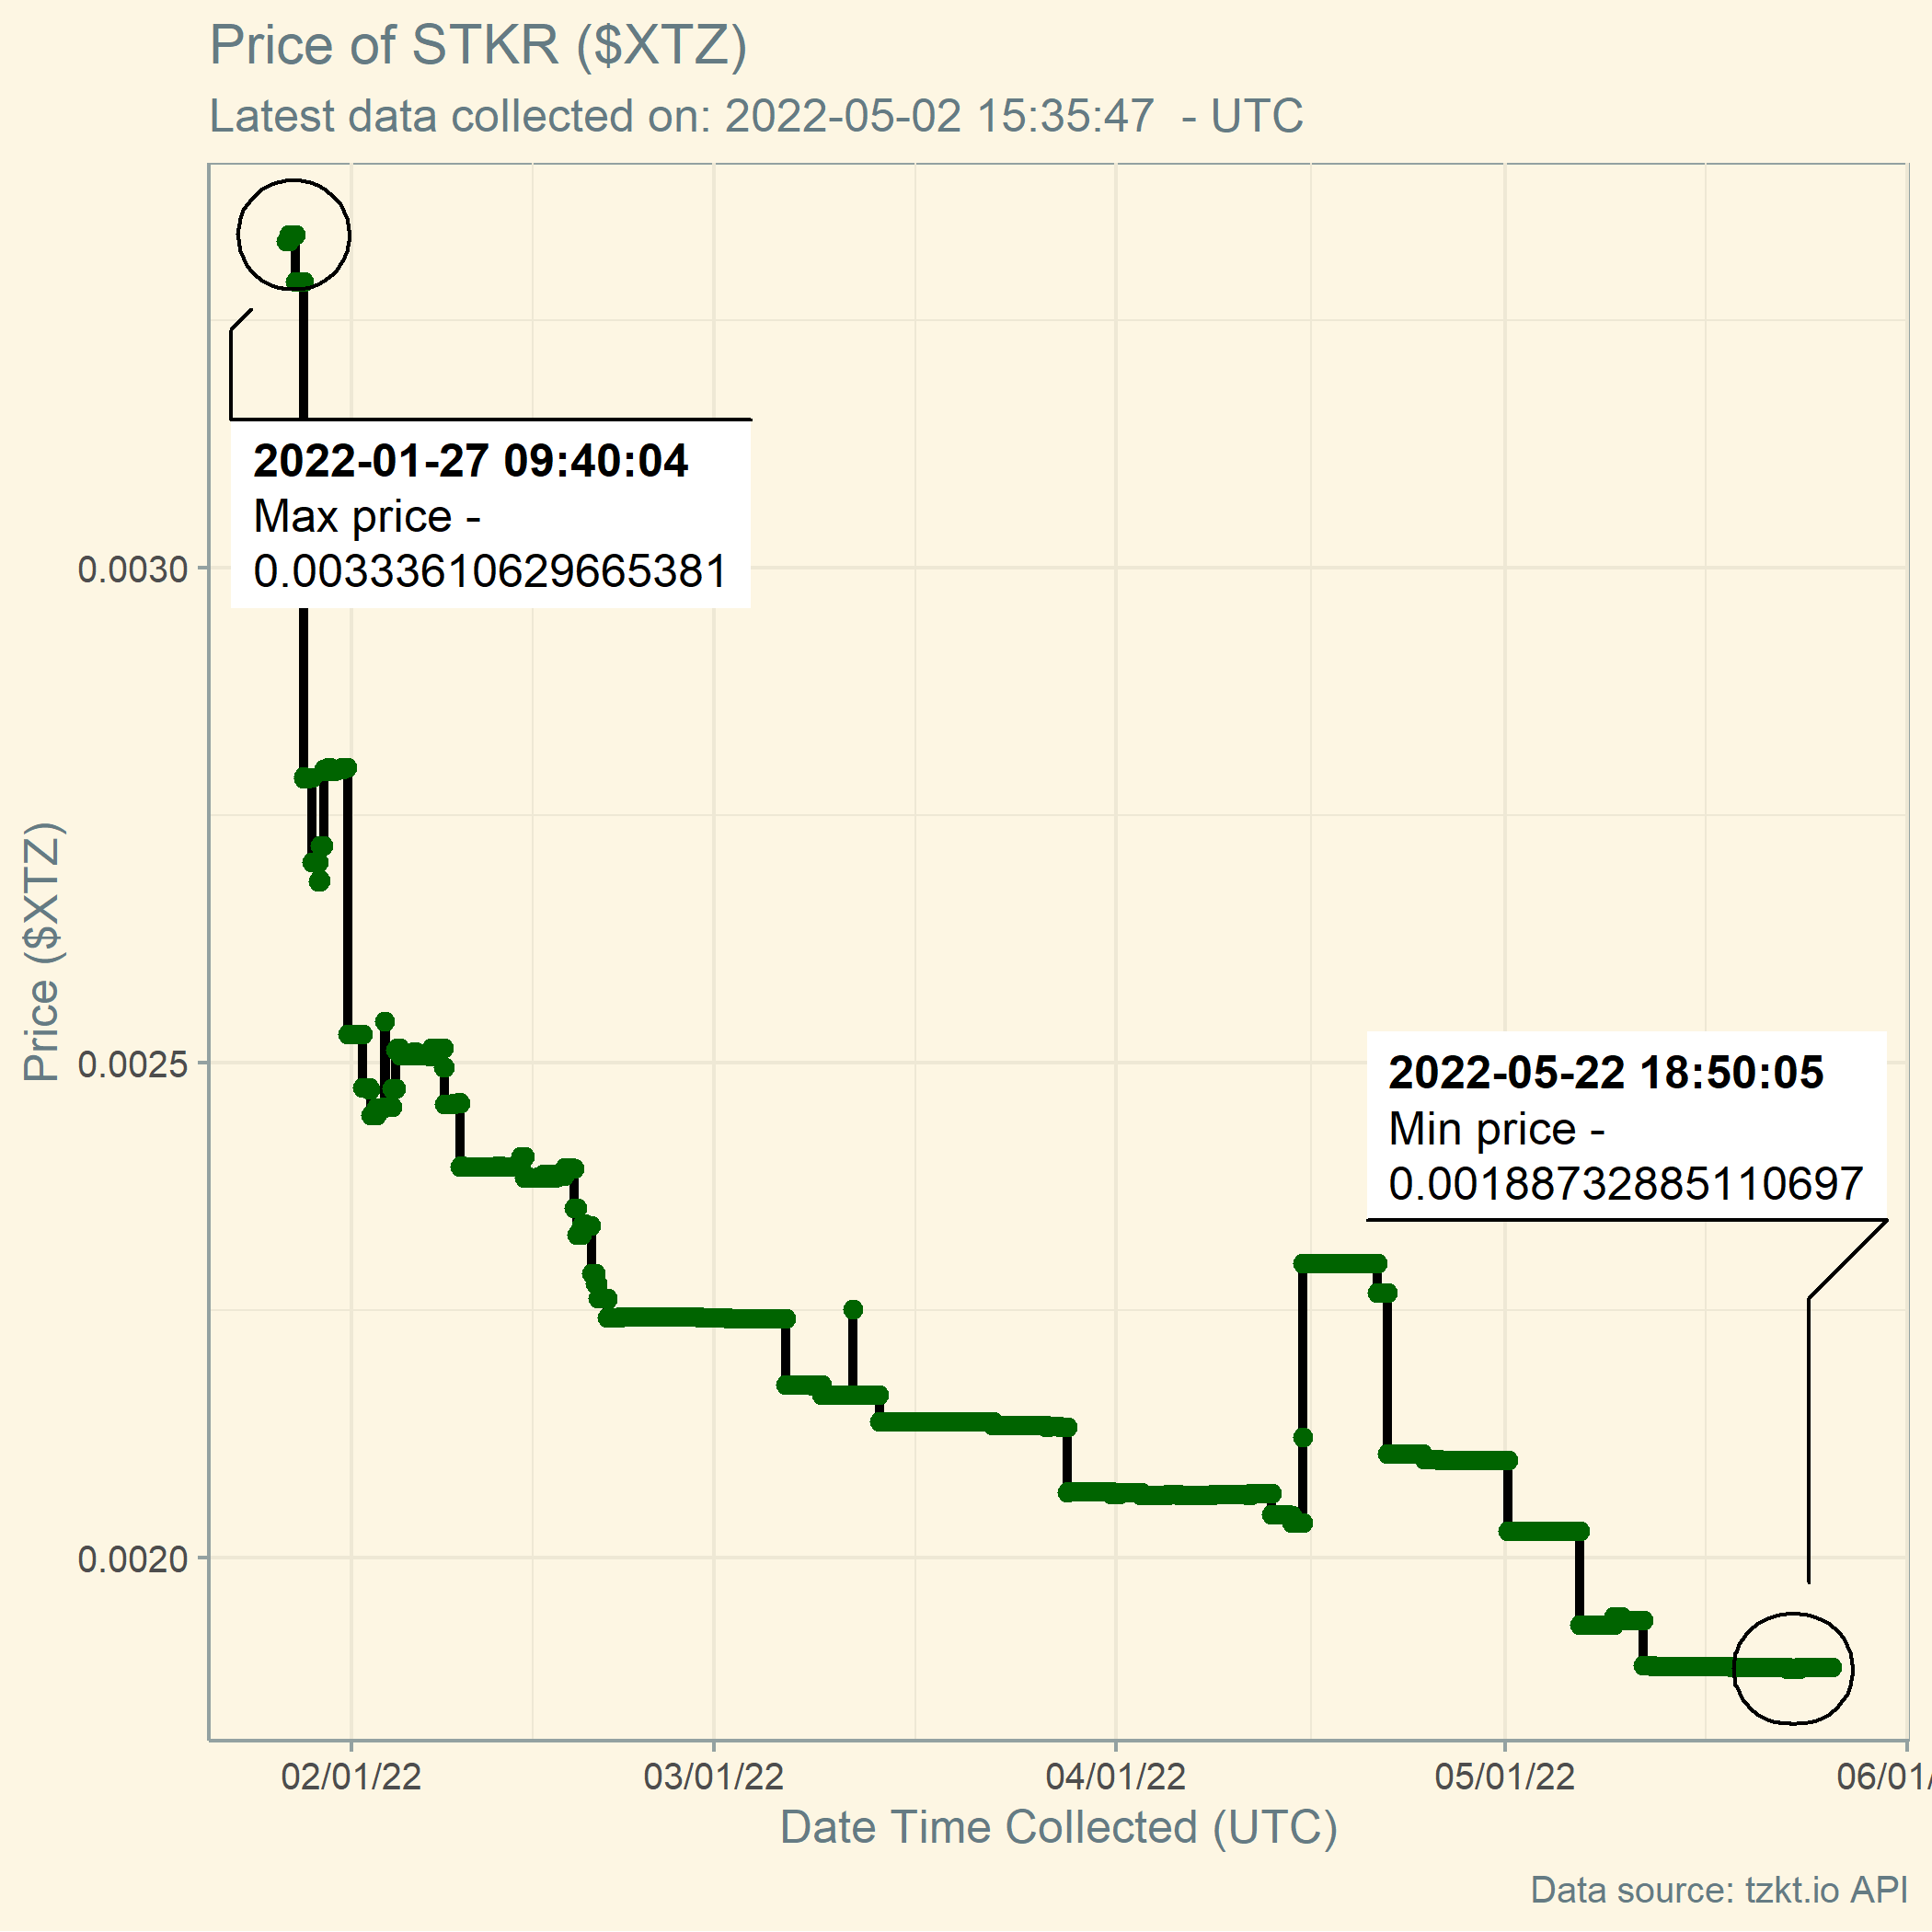 Price of STKR ($XTZ)
Latest data collected on: 2022-05-02 15:35:47 - UTC
2022-01-27 09:40:04
Max price -
0.00333610629665381
0.0030
Price ($XTZ)
0.0025
2022-05-22 18:50:05
Min price -
0.00188732885110697
0.0020
02/01/22 03/01/22 04/01/22 05/01/22 06/01/
Date Time Collected (UTC)
Data source: tzkt.io API